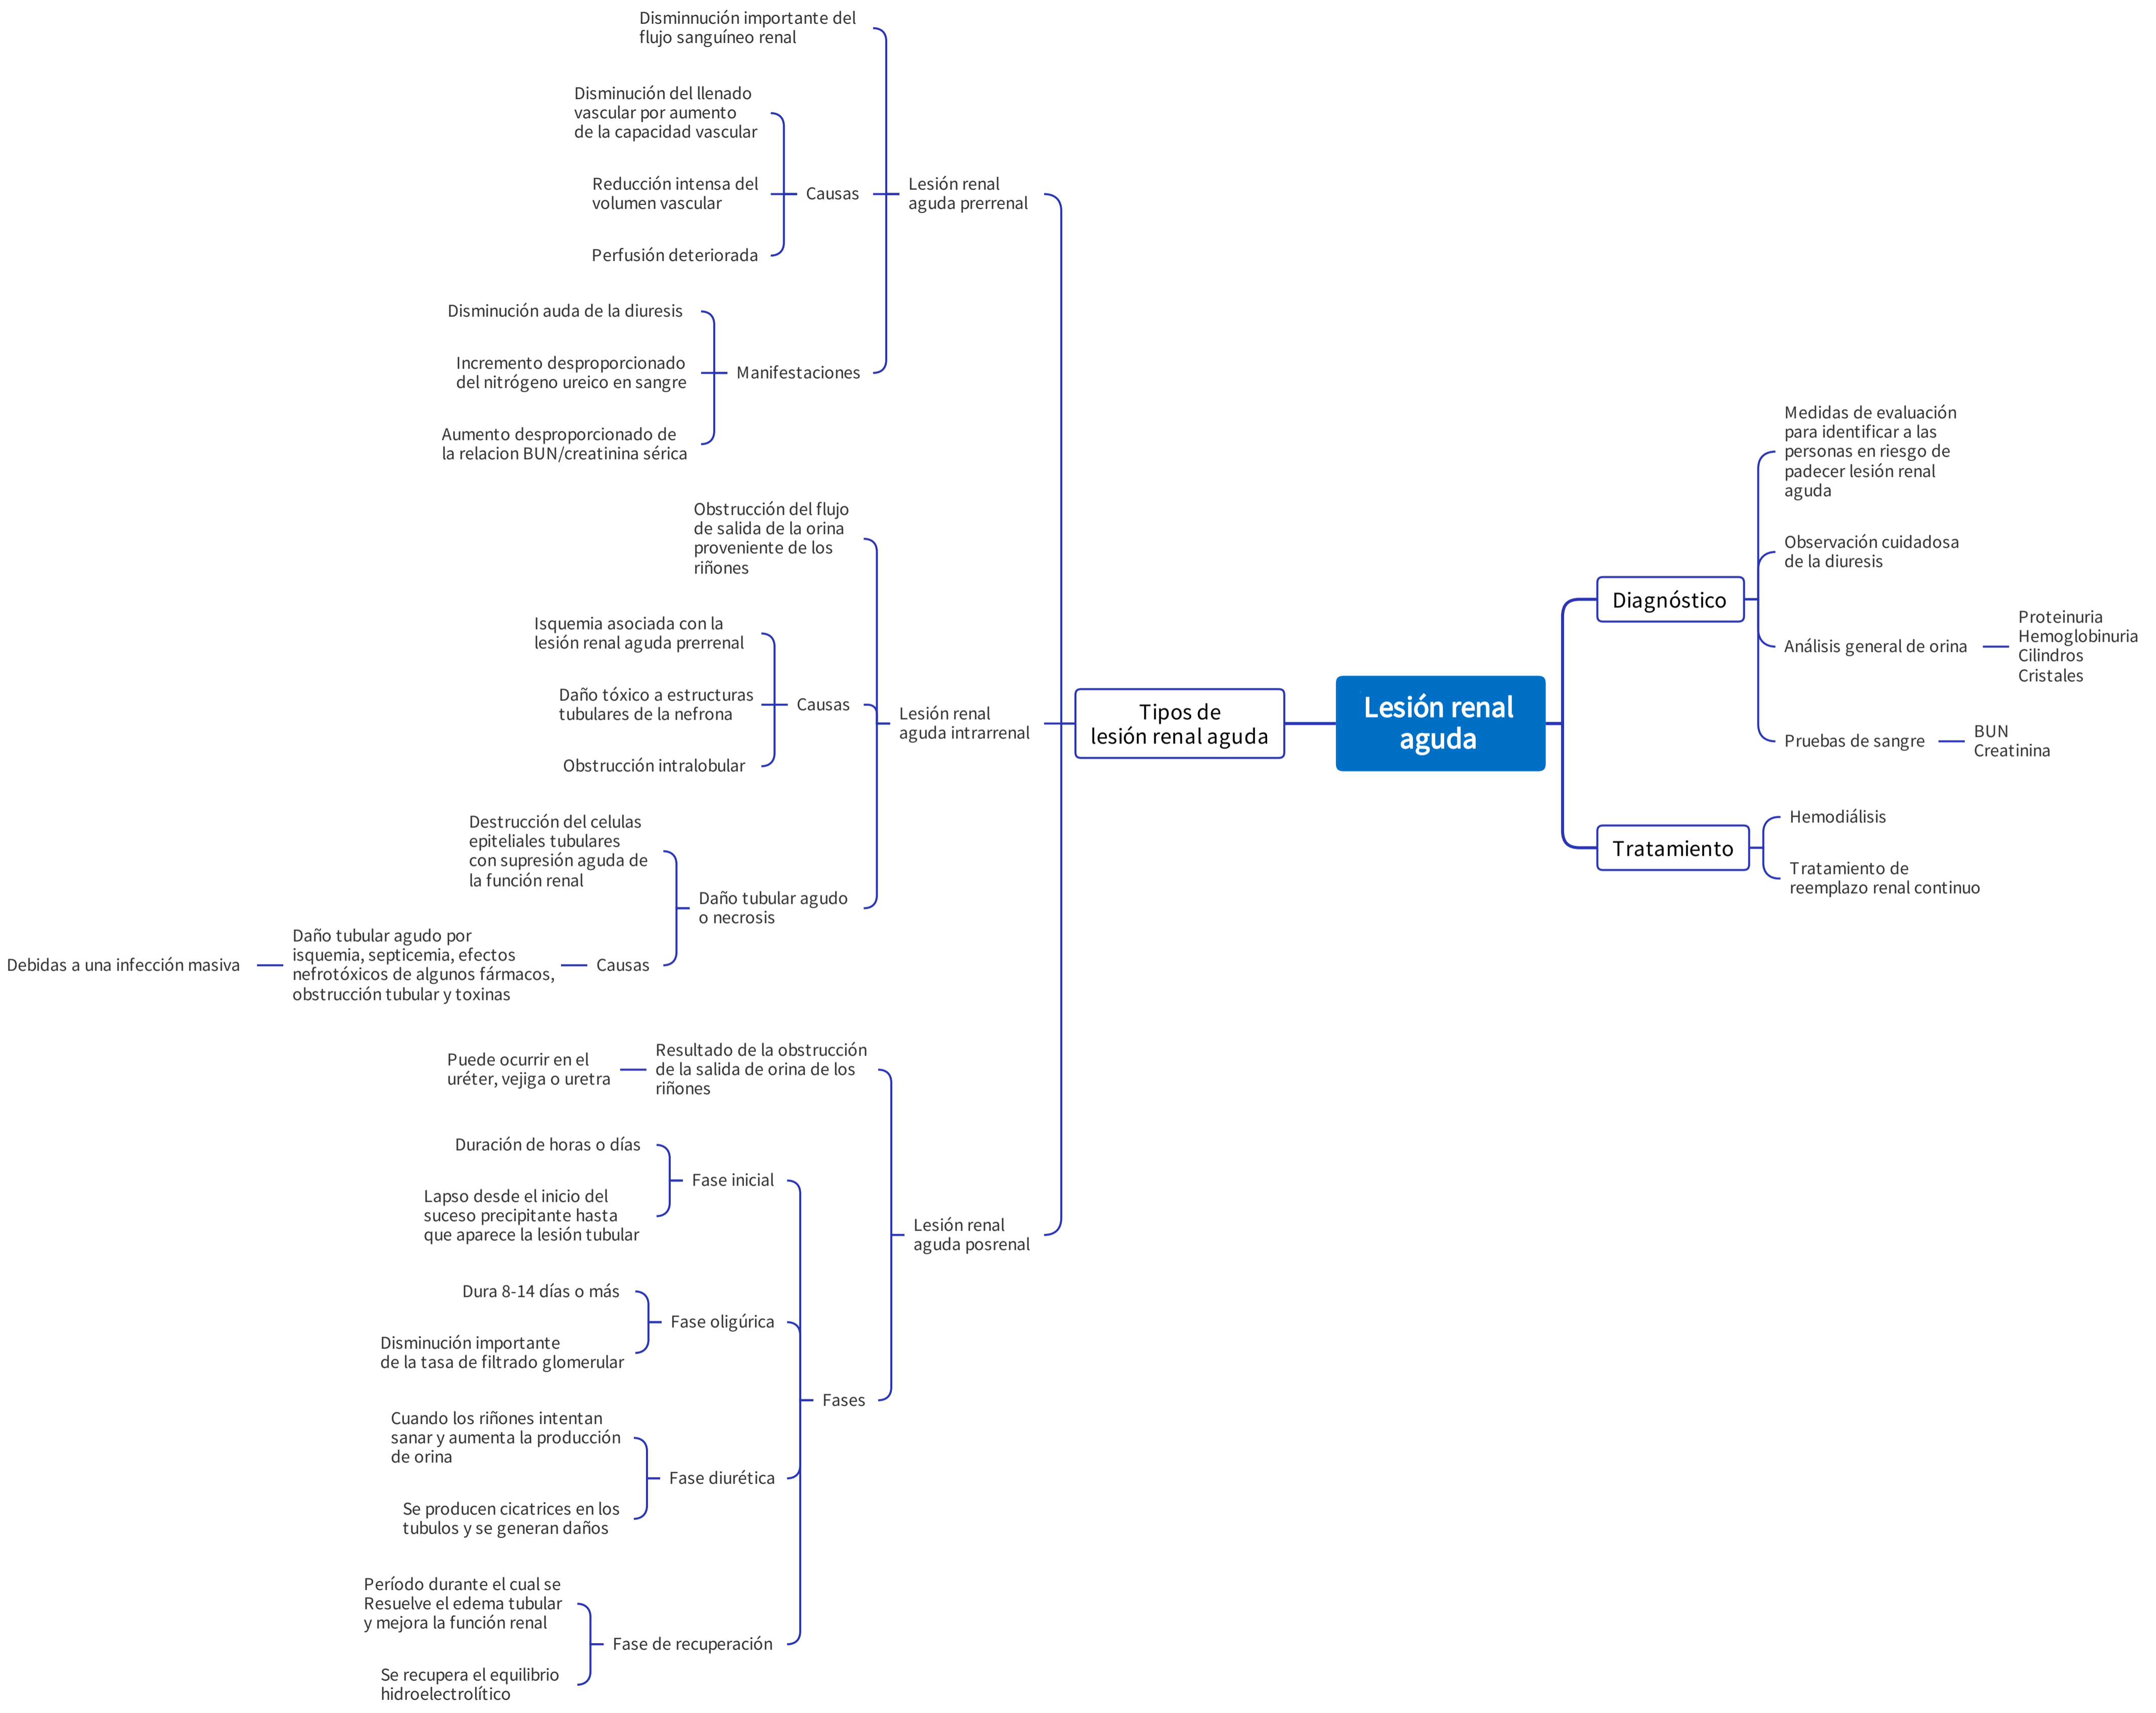 Disminnución importante del
flujo sanguíneo renal
Disminución del llenado
vascular por aumento
de la capacidad vascular
Reducción intensa del
volumen vascular
Perfusión deteriorada
Causas
Lesión renal
aguda prerrenal
Disminución auda de la diuresis
Incremento desproporcionado
del nitrógeno ureico en sangre
Aumento desproporcionado de
la relacion BUN/creatinina sérica
Manifestaciones
Obstrucción del flujo
de salida de la orina
proveniente de los
riñones
Isquemia asociada con la
lesión renal aguda prerrenal
Daño tóxico a estructuras
tubulares de la nefrona
Obstrucción intralobular
Causas
Lesión renal
aguda intrarrenal
Destrucción del celulas
epiteliales tubulares
con supresión aguda de
la función renal
Daño tubular agudo
o necrosis
Debidas a una infección masiva
Daño tubular agudo por
isquemia, septicemia, efectos
nefrotóxicos de algunos fármacos,
obstrucción tubular y toxinas
Causas
Puede ocurrir en el
uréter, vejiga o uretra
Resultado de la obstrucción
de la salida de orina de los
riñones
Duración de horas o días
Lapso desde el inicio del
suceso precipitante hasta
que aparece la lesión tubular
Fase inicial
Lesión renal
aguda posrenal
Dura 8-14 días o más
Disminución importante
de la tasa de filtrado glomerular
Fase oligúrica
Fases
Cuando los riñones intentan
sanar y aumenta la producción
de orina
Se producen cicatrices en los
tubulos y se generan daños
Fase diurética
Período durante el cual se
Resuelve el edema tubular
y mejora la función renal
Se recupera el equilibrio
hidroelectrolítico
Fase de recuperación
Tipos de
lesión renal aguda
Lesión renal
aguda
Diagnóstico
Medidas de evaluación
para identificar a las
personas en riesgo de
padecer lesión renal
aguda
Observación cuidadosa
de la diuresis
Análisis general de orina
Proteinuria
Hemoglobinuria
Cilindros
Cristales
Pruebas de sangre
BUN
Creatinina
Tratamiento
Hemodiálisis
Tratamiento de
reemplazo renal continuo